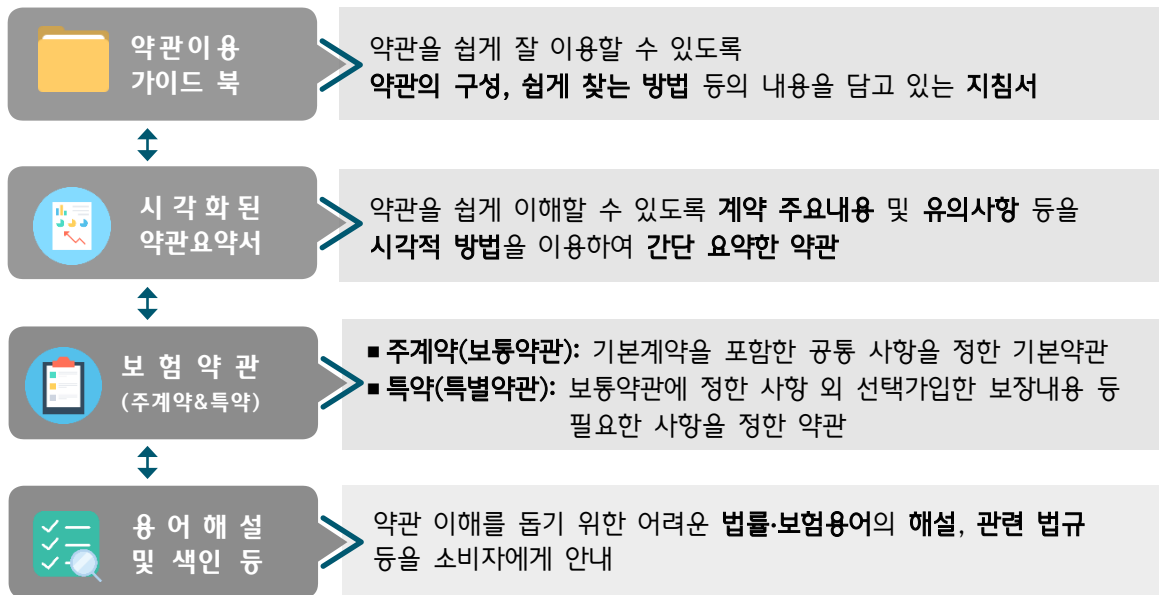 약관이용
가이드 북
약관을 쉽게 잘 이용할 수 있도록
약관의 구성, 쉽게 찾는 방법 등의 내용을 담고 있는 지침서
시 각 화 된
약관요약서
약관을 쉽게 이해할 수 있도록 계약 주요내용 및 유의사항 등을
시각적 방법을 이용하여 간단 요약한 약관
보 험 약 관
(주계약&특약)
■ 주계약(보통약관): 기본계약을 포함한 공통 사항을 정한 기본약관
■ 특약(특별약관): 보통약관에 정한 사항 외 선택가입한 보장내용 등
필요한 사항을 정한 약관
용 어 해 설
및 색인 등
약관 이해를 돕기 위한 어려운 법률·보험용어의 해설, 관련 법규
등을 소비자에게 안내